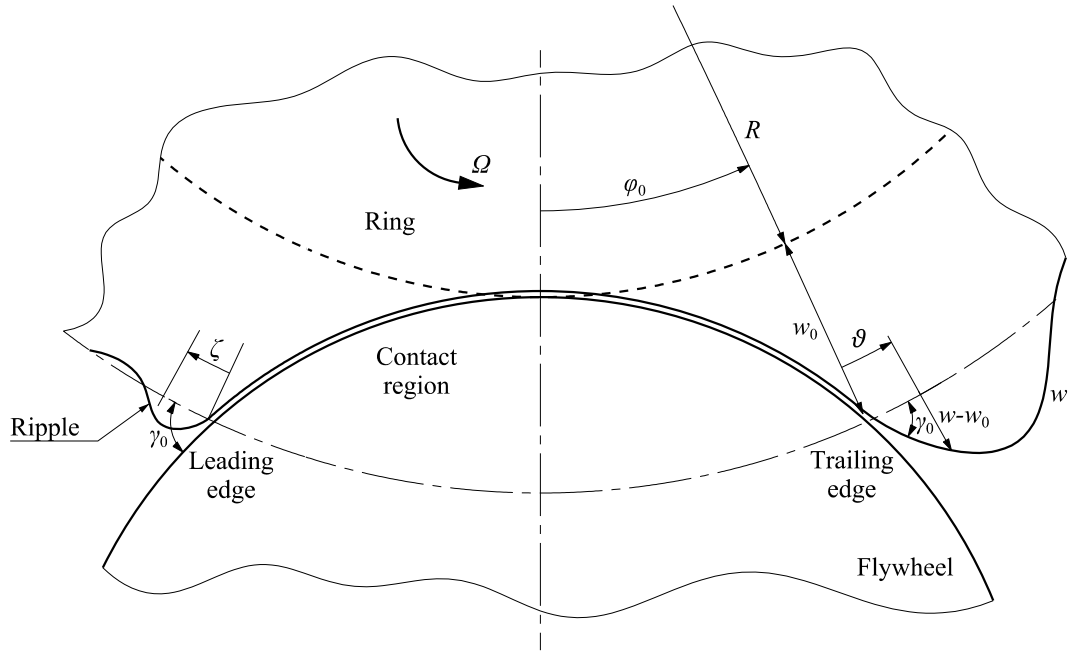 R
Ω
φ₀
Ring
w₀
ϑ
ζ
Contact
region
w
Ripple
γ₀
γ₀
w-w₀
Leading
edge
Trailing
edge
Flywheel